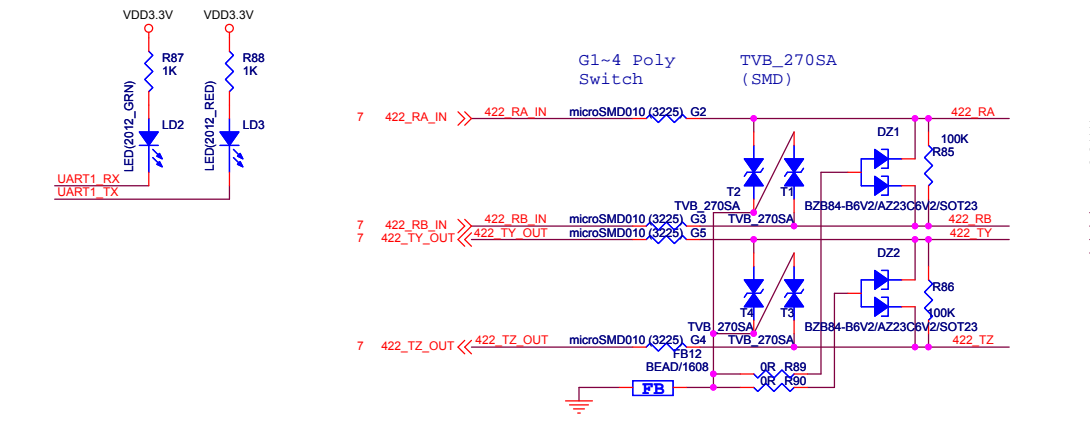 VDD3.3V VDD3.3V
R87 R88
1K 1K
LED(2012_GRN) LED(2012_RED)
LD2 LD3
UART1_RX
UART1_TX
G1~4 Poly
Switch
TVB_270SA
(SMD)
7 422_RA_IN 422_RA_IN microSMD010 (3225) G2 422_RA
DZ1
100K
R85
T2 T1
TVB_270SA
BZB84-B6V2/AZ23C6V2/SOT23
7 422_RB_IN 422_RB_IN microSMD010 (3225) G3 TVB_270SA 422_RB
7 422_TY_OUT 422_TY_OUT microSMD010 (3225) G5 422_TY
DZ2
R86
100K
T4 T3
TVB_270SA
BZB84-B6V2/AZ23C6V2/SOT23
7 422_TZ_OUT 422_TZ_OUT microSMD010 (3225) G4 TVB_270SA 422_TZ
FB12
BEAD/1608
0R R89
0R R90
FB